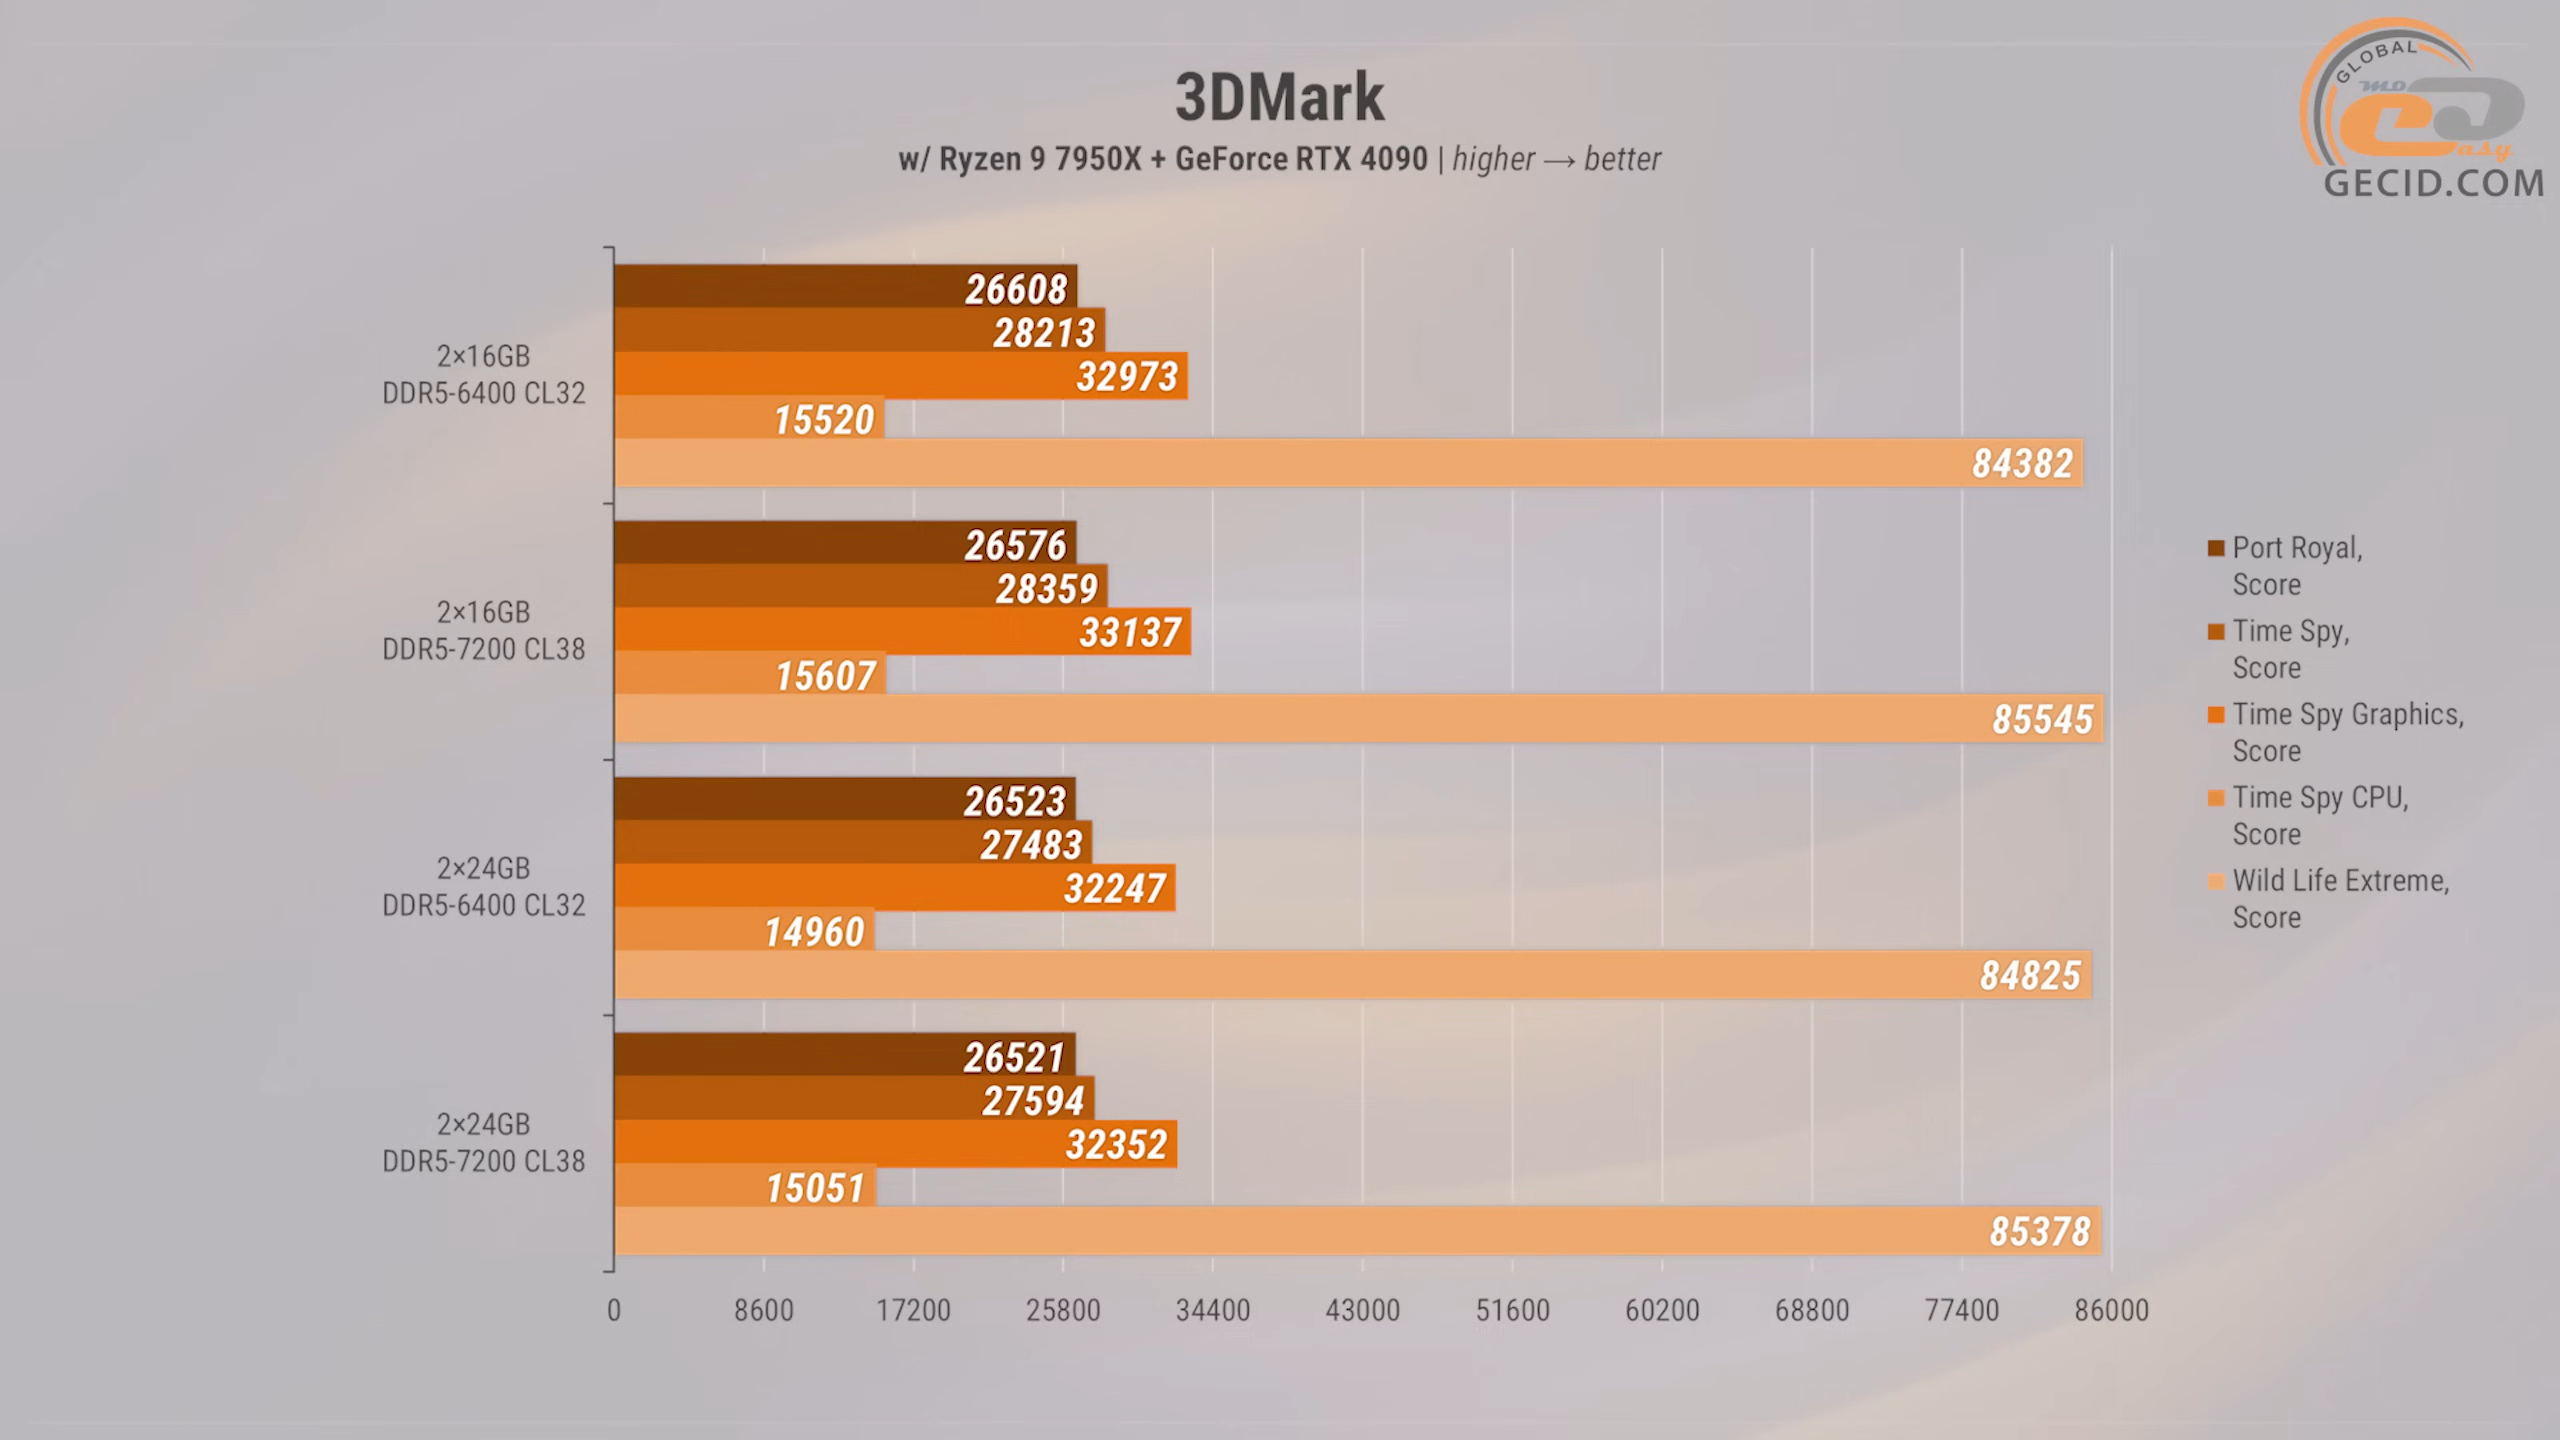 3DMark
w/ Ryzen 9 7950X + GeForce RTX 4090 | higher → better
GLOBAL
MO
easy
GECID.COM
2×16GB
DDR5-6400 CL32
26608
28213
32973
15520
84382
2×16GB
DDR5-7200 CL38
26576
28359
33137
15607
85545
2×24GB
DDR5-6400 CL32
26523
27483
32247
14960
84825
2×24GB
DDR5-7200 CL38
26521
27594
32352
15051
85378
0 8600 17200 25800 34400 43000 51600 60200 68800 77400 86000
Port Royal,
Score
Time Spy,
Score
Time Spy Graphics,
Score
Time Spy CPU,
Score
Wild Life Extreme,
Score